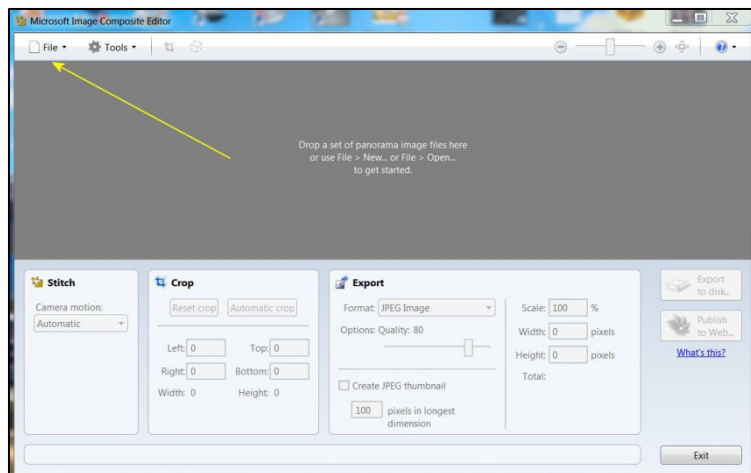 Microsoft Image Composite Editor
File Tools
Drop a set of panorama image files here
or use File > New... or File > Open...
to get started.
Stitch
Camera motion:
Automatic
Crop
Reset crop Automatic crop
Left: 0 Top: 0
Right: 0 Bottom: 0
Width: 0 Height: 0
Export
Format: JPEG Image
Options: Quality: 80
Create JPEG thumbnail
100 pixels in longest
dimension
Scale: 100 %
Width: 0 pixels
Height: 0 pixels
Total:
Export
to disk...
Publish
to Web...
What's this?
Exit